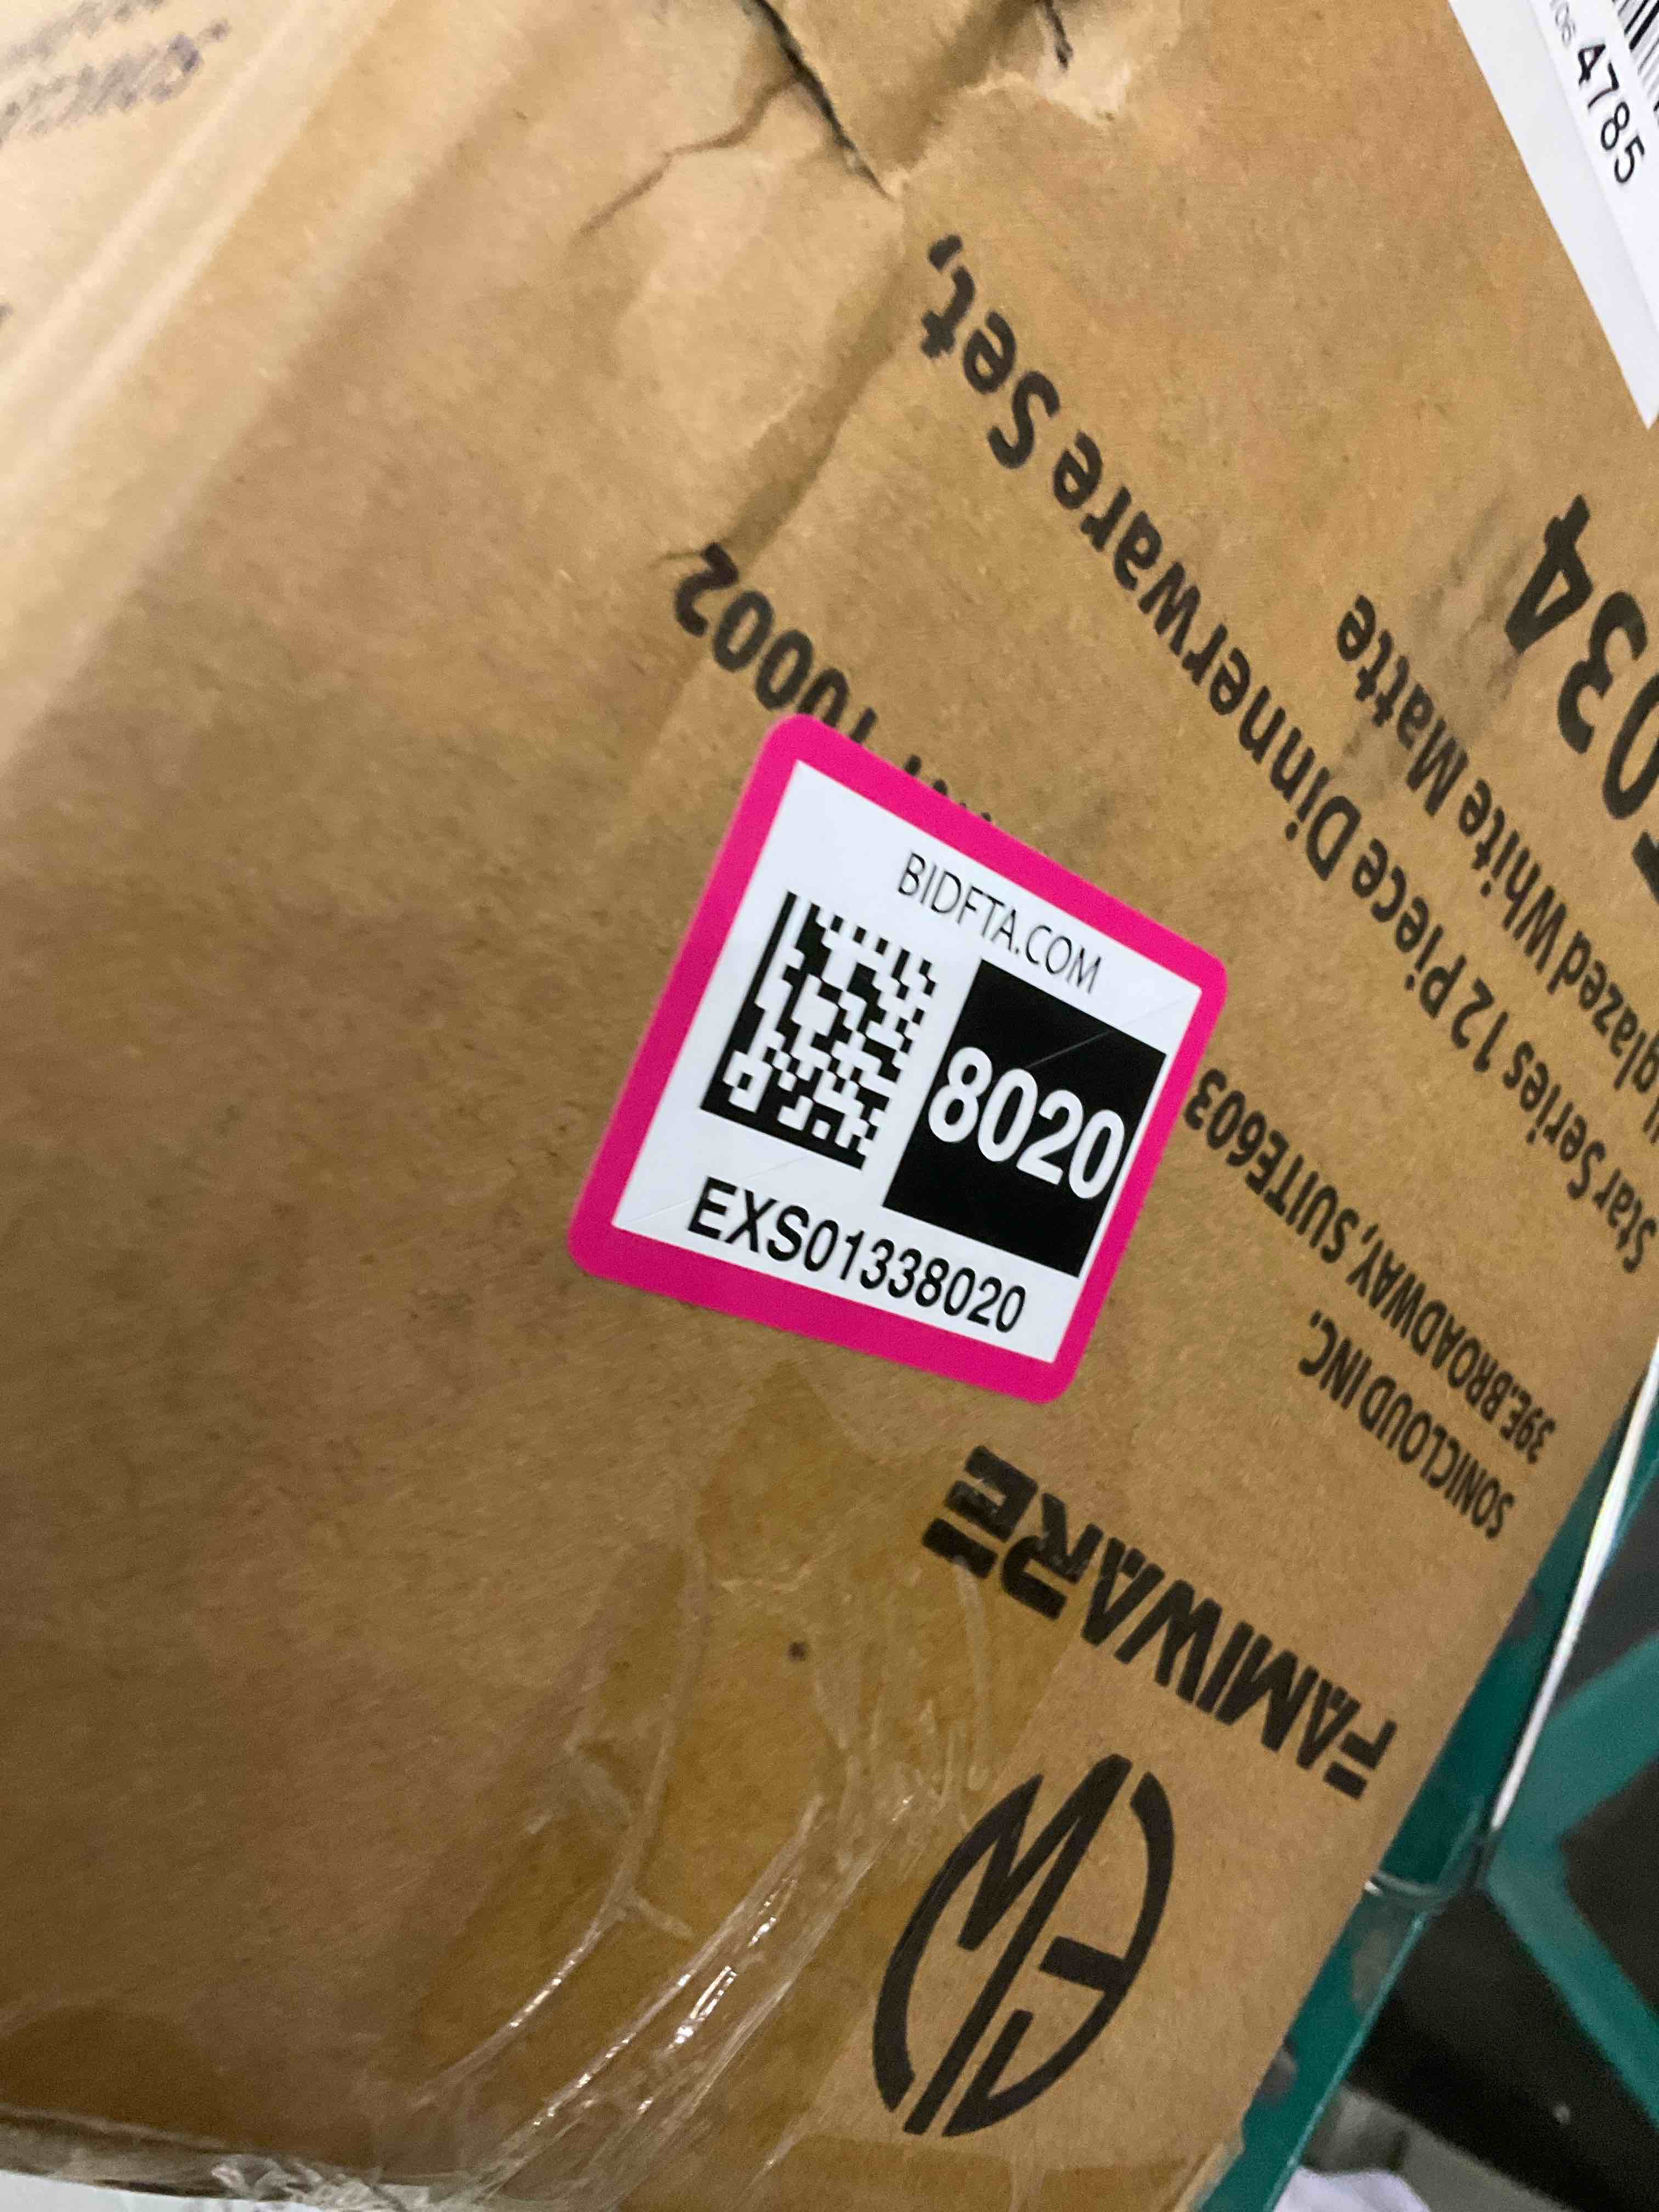 BIDFTA.COM
8020
EXS01338020
FAMIWARE
SONICLOUD INC.
39E.BROADWAY, SUITE603
10002
Star Series 12 Piece Dinnerware Set,
White Matte
034
4785